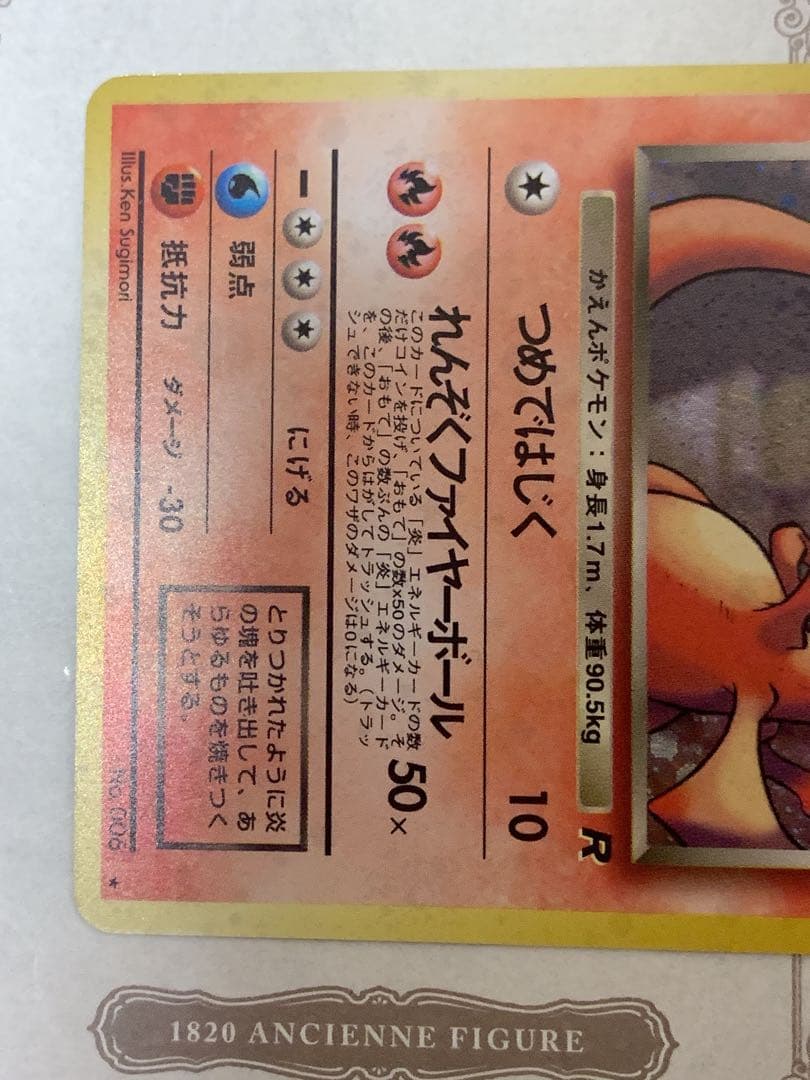 かえんポケモン：身長1.7m、体重90.5kg
R
つめではじく 10
れんぞくファイヤーボール 50×
このカードについている「炎」エネルギーカードの数
だけコインを投げ、「おもて」の数×50のダメージ。そ
の後、「おもて」の数ぶんの「炎」エネルギーカード
を、このカードからはがしてトラッシュする。（トラッ
シュできない時、このワザのダメージは0になる）
にげる
弱点
抵抗力 ダメージ -30
とりつかれたように炎
の塊を吐き出して、あ
らゆるものを焼きつく
そうとする。
Illus.Ken Sugimori
No.006 ★
1820 ANCIENNE FIGURE